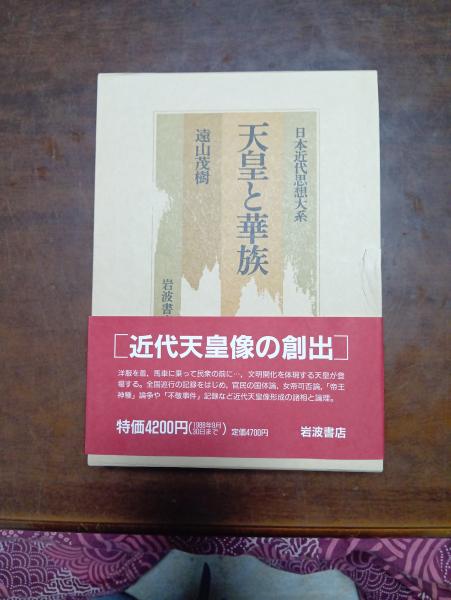 日本近代思想大系
天皇と華族
遠山茂樹
岩波書
[近代天皇像の創出]
洋服を着、馬車に乗って民衆の前に…、文明開化を体現する天皇が登
場する。全国巡行の記録をはじめ、官民の国体論、女帝可否論、「帝王
神権」論争や「不敬事件」記録など近代天皇像形成の諸相と論理。
特価4200円(1988年9月30日まで) 定価4700円
岩波書店